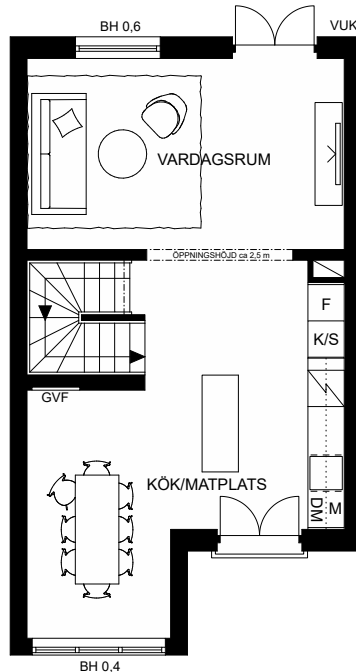 BH 0,6
VUK
VARDAGSRUM
ÖPPNINGSHÖJD ca 2,5 m
F
K/S
GVF
KÖK/MATPLATS
DM
M
BH 0,4